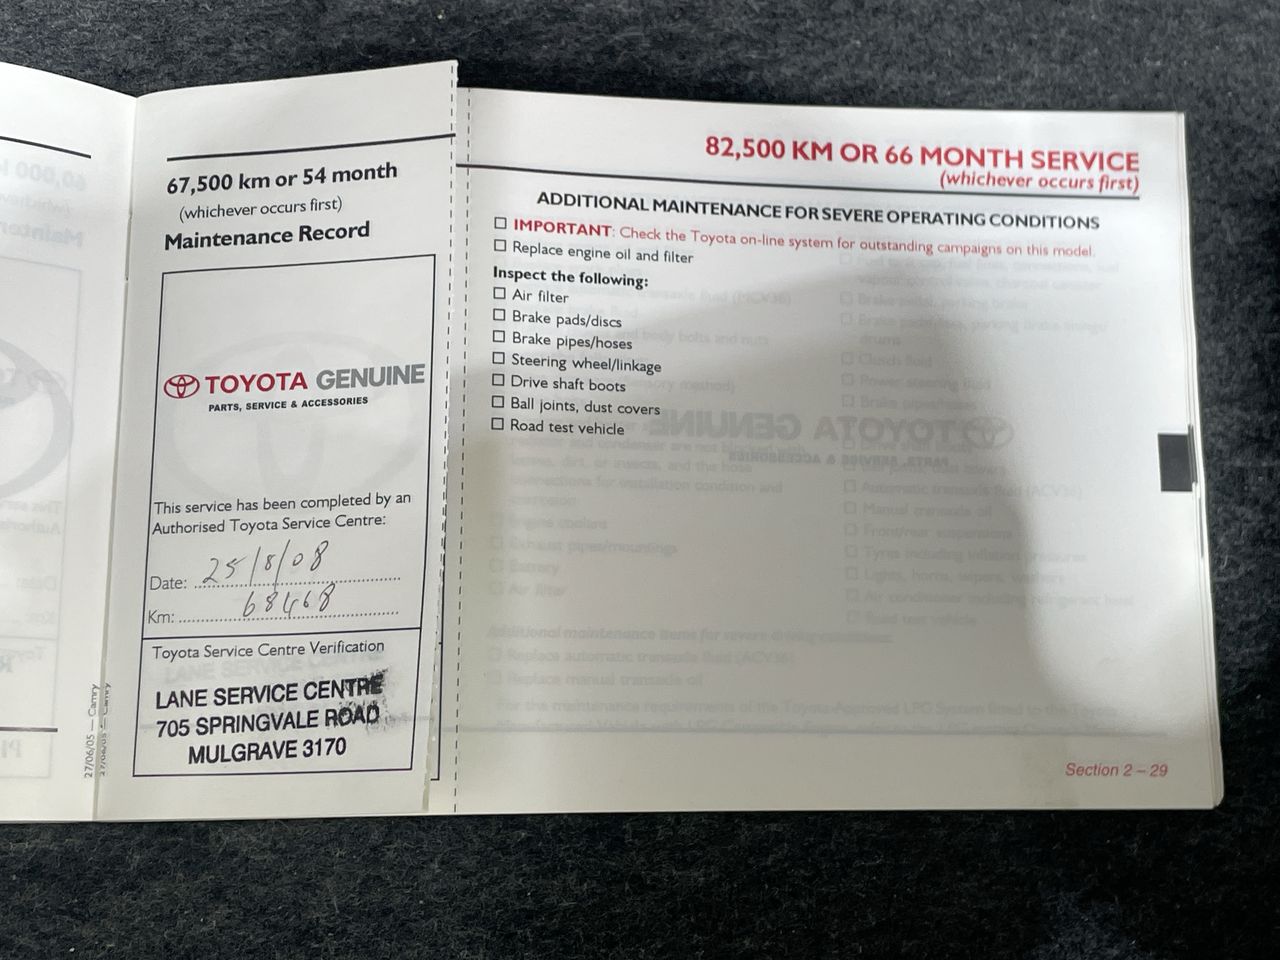 67,500 km or 54 month
(whichever occurs first)
Maintenance Record
TOYOTA GENUINE
PARTS, SERVICE & ACCESSORIES
This service has been completed by an
Authorised Toyota Service Centre:
Date: 25/8/08
Km: 68468
Toyota Service Centre Verification
LANE SERVICE CENTRE
705 SPRINGVALE ROAD
MULGRAVE 3170
27/06/05 — Camry
82,500 KM OR 66 MONTH SERVICE
(whichever occurs first)
ADDITIONAL MAINTENANCE FOR SEVERE OPERATING CONDITIONS
IMPORTANT: Check the Toyota on-line system for outstanding campaigns on this model.
Replace engine oil and filter
Inspect the following:
Air filter
Brake pads/discs
Brake pipes/hoses
Steering wheel/linkage
Drive shaft boots
Ball joints, dust covers
Road test vehicle
Section 2 – 29